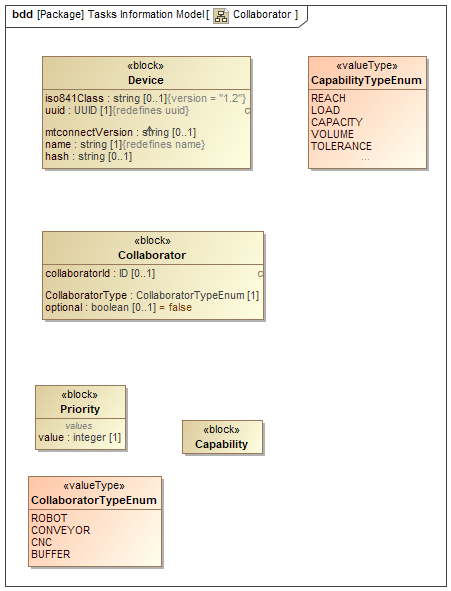 bdd [Package] Tasks Information Model [ Collaborator ]
«block»
Device
iso841Class : string [0..1]{version = "1.2"}
uuid : UUID [1]{redefines uuid}
mtconnectVersion : string [0..1]
name : string [1]{redefines name}
hash : string [0..1]
«valueType»
CapabilityTypeEnum
REACH
LOAD
CAPACITY
VOLUME
TOLERANCE
...
«block»
Collaborator
collaboratorId : ID [0..1]
CollaboratorType : CollaboratorTypeEnum [1]
optional : boolean [0..1] = false
«block»
Priority
values
value : integer [1]
«block»
Capability
«valueType»
CollaboratorTypeEnum
ROBOT
CONVEYOR
CNC
BUFFER